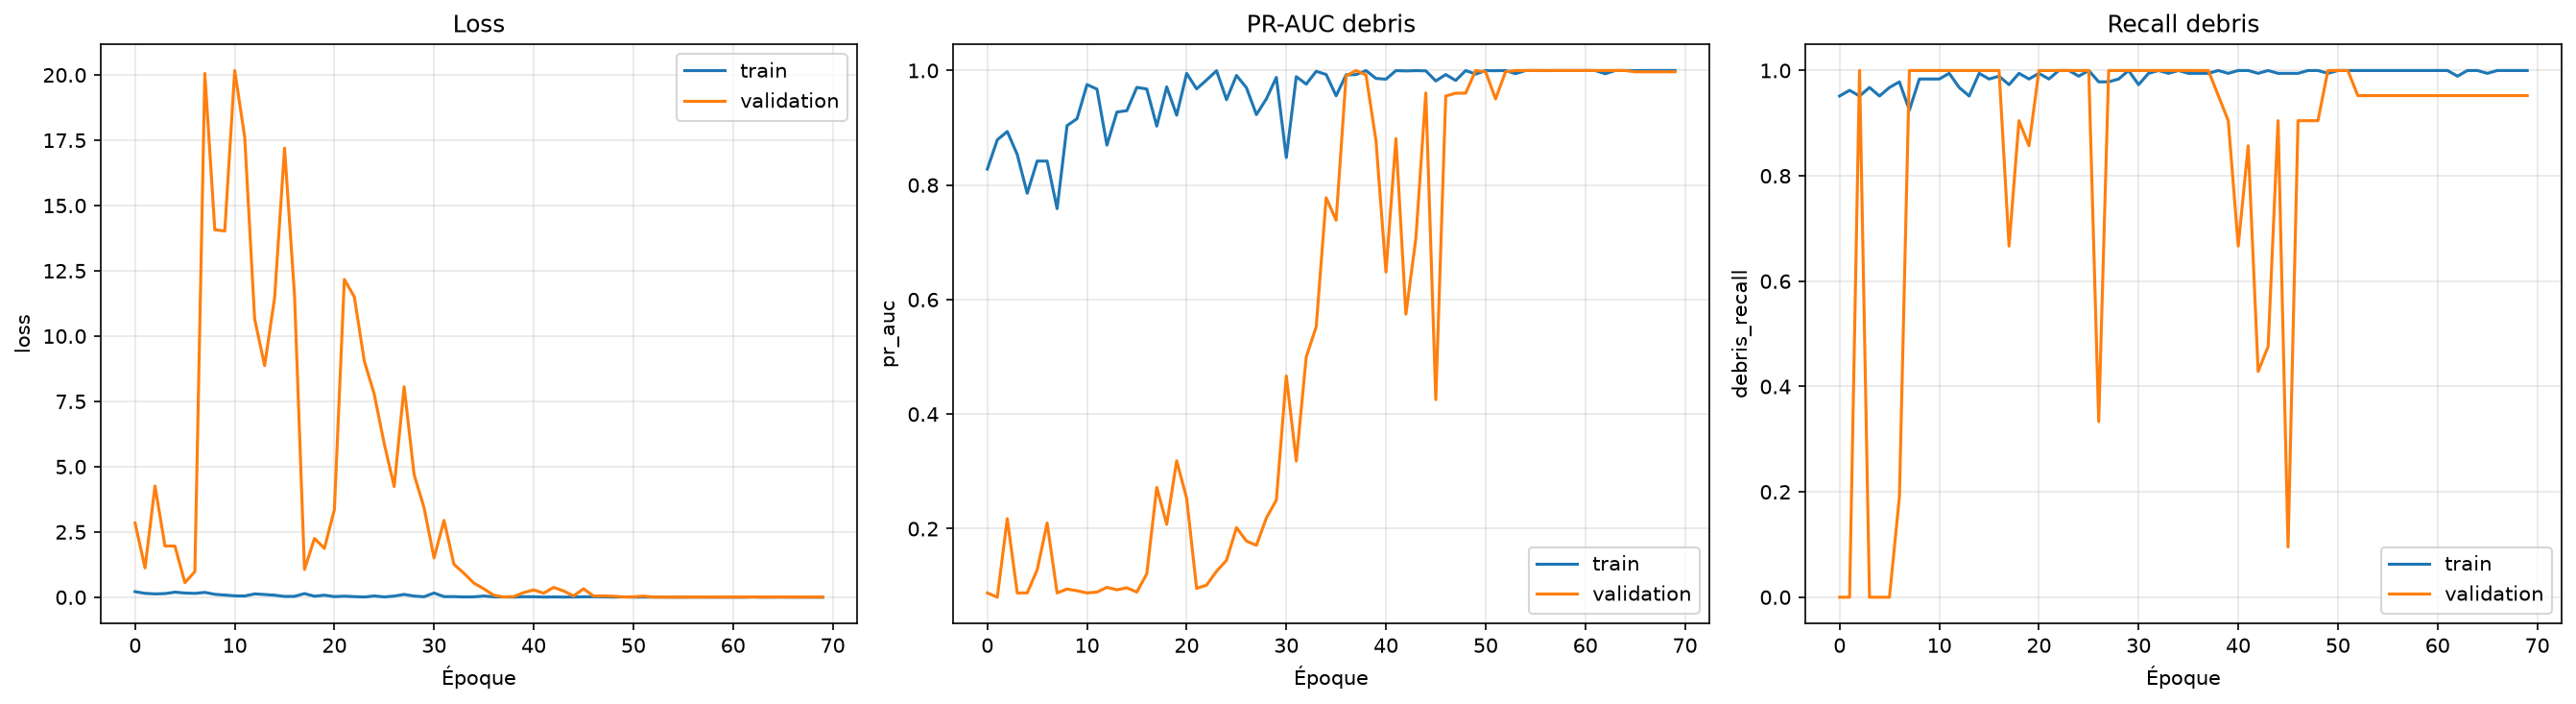 Loss
20.0
17.5
15.0
12.5
10.0
7.5
5.0
2.5
0.0
loss
0 10 20 30 40 50 60 70
Époque
train
validation
PR-AUC debris
1.0
0.8
0.6
0.4
0.2
pr_auc
0 10 20 30 40 50 60 70
Époque
train
validation
Recall debris
1.0
0.8
0.6
0.4
0.2
0.0
debris_recall
0 10 20 30 40 50 60 70
Époque
train
validation